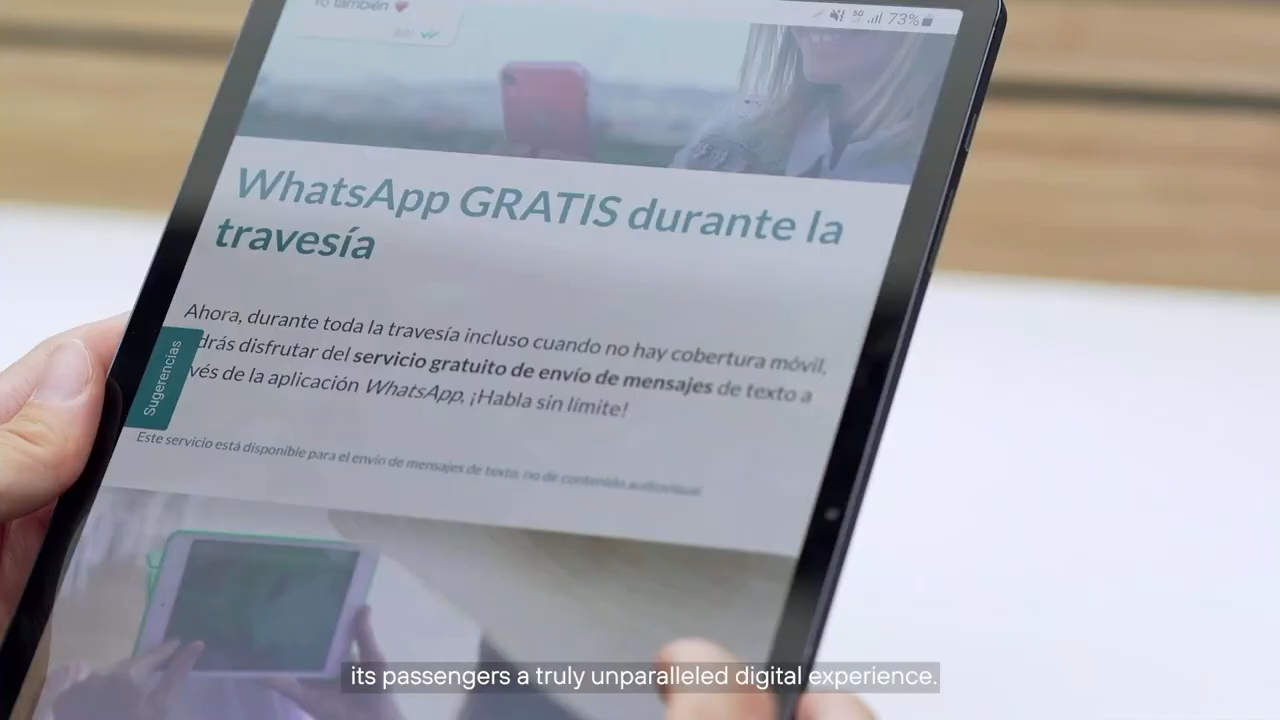 Yo también
5G 73%
WhatsApp GRATIS durante la
travesía
Ahora, durante toda la travesía incluso cuando no hay cobertura móvil,
drás disfrutar del servicio gratuito de envío de mensajes de texto a
vés de la aplicación WhatsApp, ¡Habla sin límite!
Sugerencias
Este servicio está disponible para el envío de mensajes de texto, no de contenido audiovisual
its passengers a truly unparalleled digital experience.